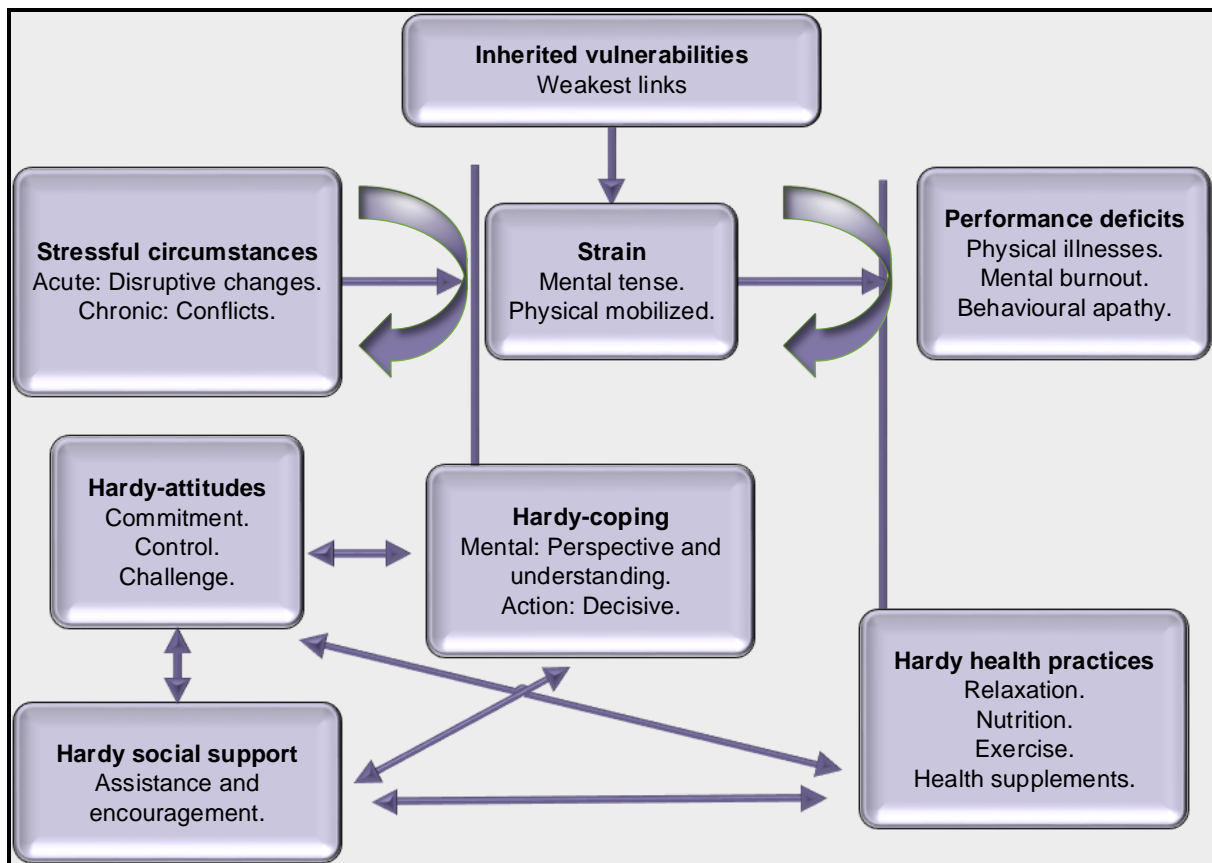 Inherited vulnerabilities
Weakest links
Stressful circumstances
Acute: Disruptive changes.
Chronic: Conflicts.
Strain
Mental tense.
Physical mobilized.
Performance deficits
Physical illnesses.
Mental burnout.
Behavioural apathy.
Hardy-attitudes
Commitment.
Control.
Challenge.
Hardy-coping
Mental: Perspective and
understanding.
Action: Decisive.
Hardy social support
Assistance and
encouragement.
Hardy health practices
Relaxation.
Nutrition.
Exercise.
Health supplements.